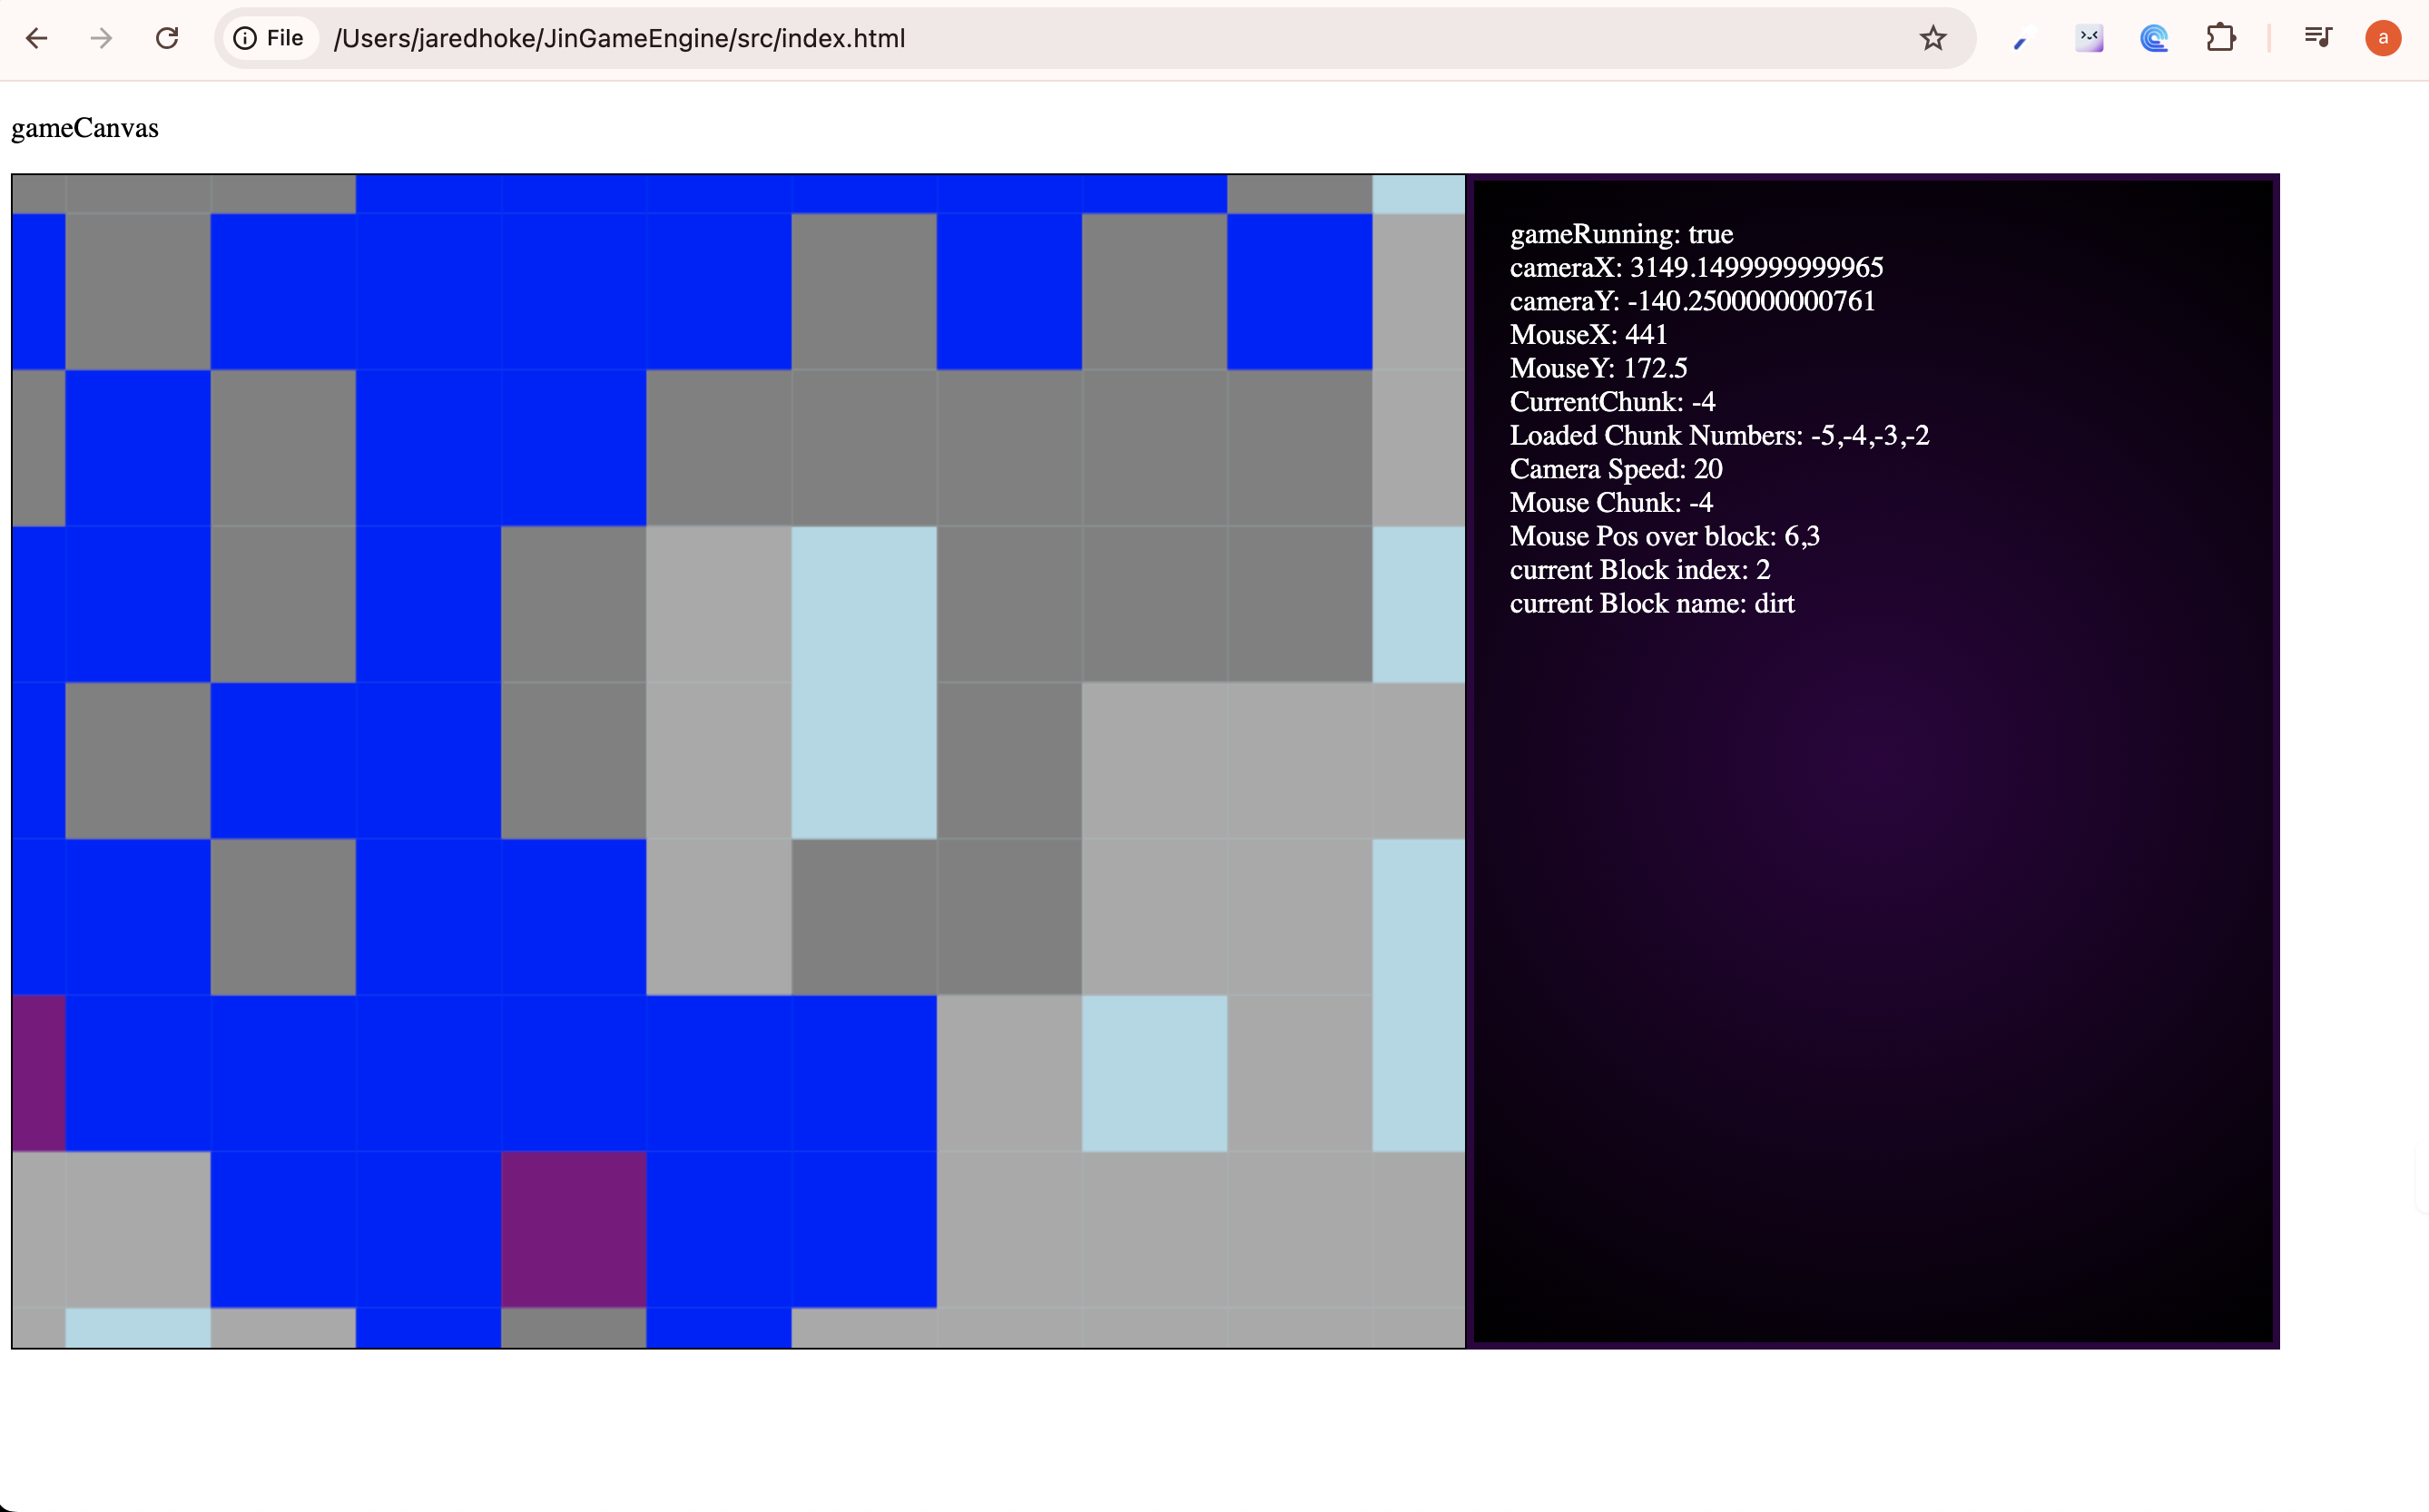 File /Users/jaredhoke/JinGameEngine/src/index.html
a
gameCanvas
gameRunning: true
cameraX: 3149.1499999999965
cameraY: -140.2500000000761
MouseX: 441
MouseY: 172.5
CurrentChunk: -4
Loaded Chunk Numbers: -5,-4,-3,-2
Camera Speed: 20
Mouse Chunk: -4
Mouse Pos over block: 6,3
current Block index: 2
current Block name: dirt